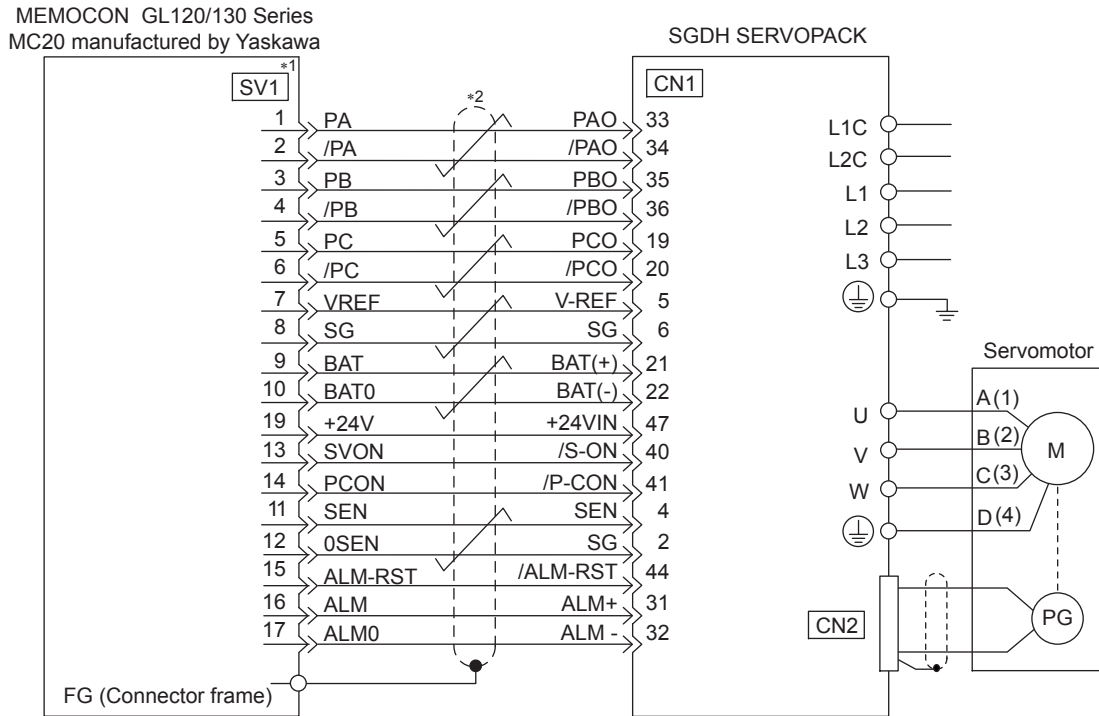 MEMOCON GL120/130 Series
MC20 manufactured by Yaskawa
SGDH SERVOPACK
*1
SV1
*2
CN1
1 PA PAO 33
2 /PA /PAO 34
3 PB PBO 35
4 /PB /PBO 36
5 PC PCO 19
6 /PC /PCO 20
7 VREF V-REF 5
8 SG SG 6
9 BAT BAT(+) 21
10 BAT0 BAT(-) 22
19 +24V +24VIN 47
13 SVON /S-ON 40
14 PCON /P-CON 41
11 SEN SEN 4
12 0SEN SG 2
15 ALM-RST /ALM-RST 44
16 ALM ALM+ 31
17 ALM0 ALM - 32
FG (Connector frame)
L1C
L2C
L1
L2
L3
Servomotor
U A(1)
V B(2)
W C(3)
D(4)
M
CN2
PG